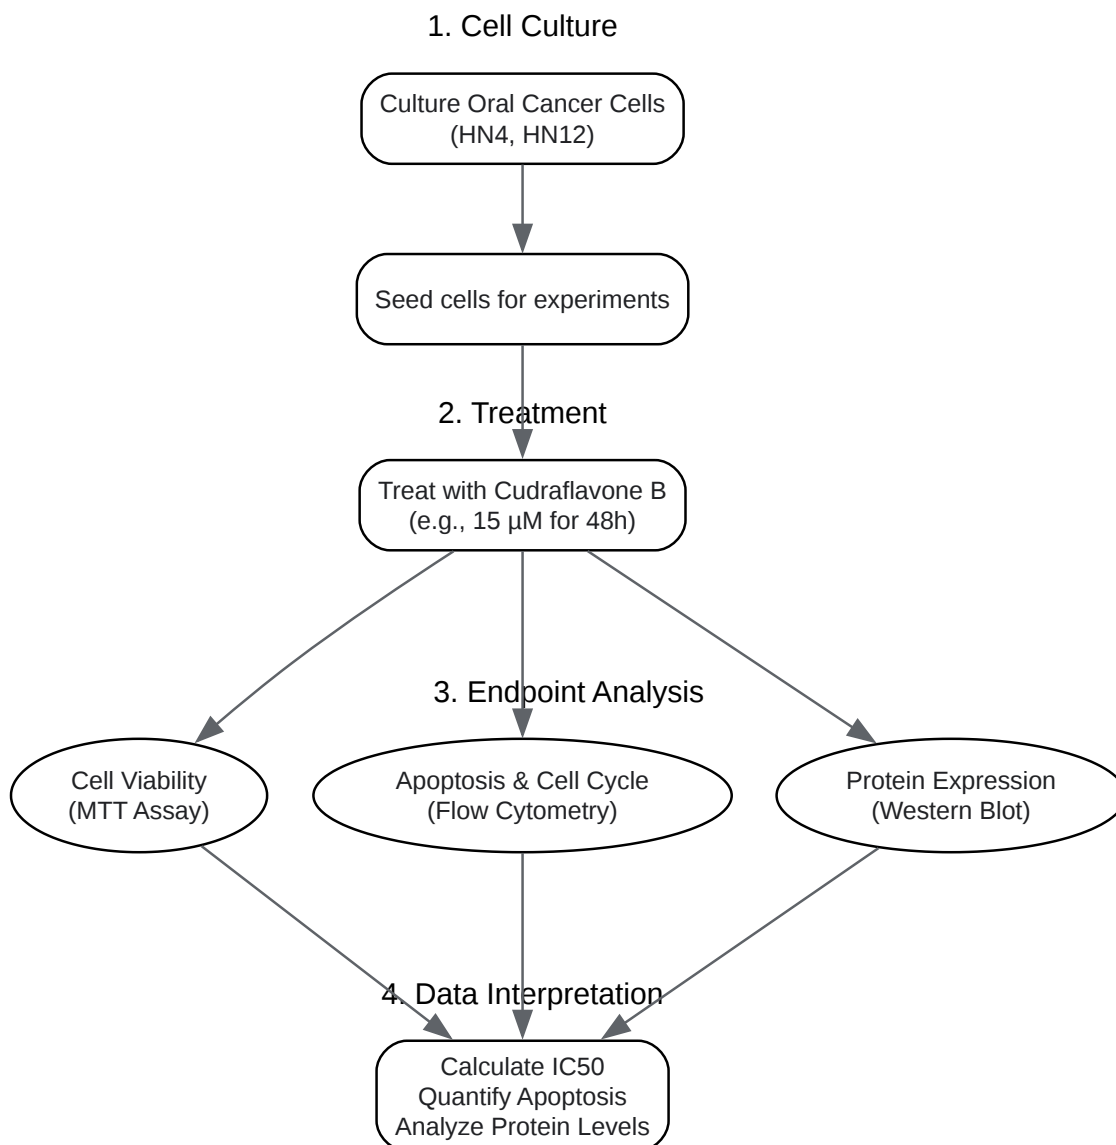 1. Cell Culture
Culture Oral Cancer Cells
(HN4, HN12)
Seed cells for experiments
2. Treatment
Treat with Cudraflavone B
(e.g., 15 µM for 48h)
3. Endpoint Analysis
Cell Viability
(MTT Assay)
Apoptosis & Cell Cycle
(Flow Cytometry)
Protein Expression
(Western Blot)
4. Data Interpretation
Calculate IC50
Quantify Apoptosis
Analyze Protein Levels